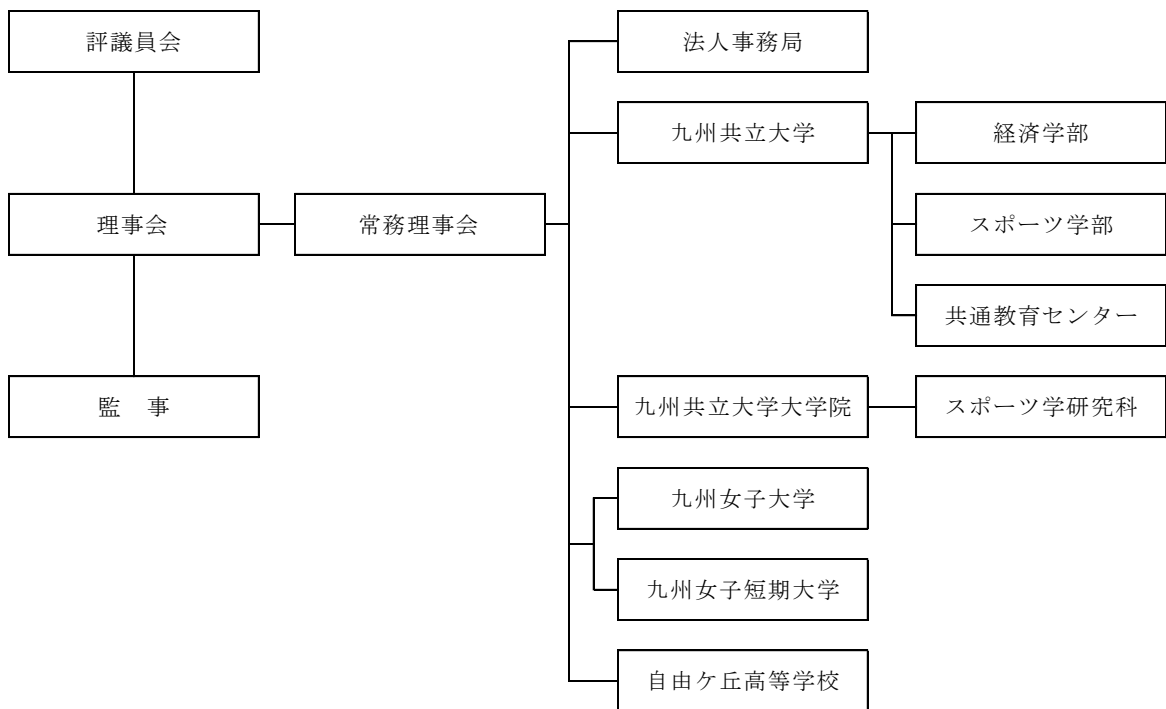 評議員会
法人事務局
九州共立大学
経済学部
理事会
常務理事会
スポーツ学部
共通教育センター
監　事
九州共立大学大学院
スポーツ学研究科
九州女子大学
九州女子短期大学
自由ケ丘高等学校